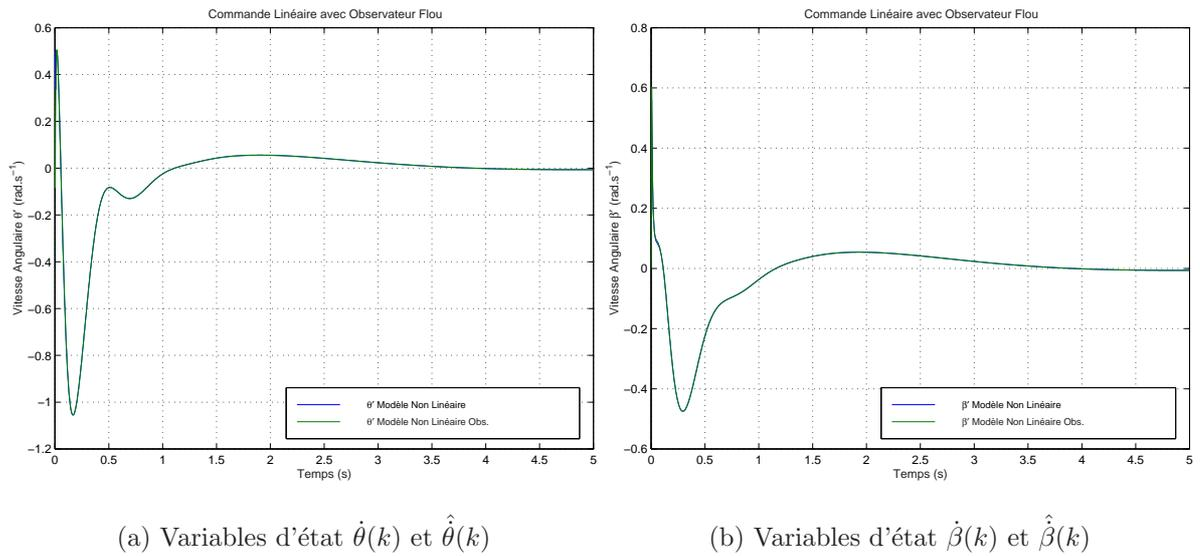 Commande Linéaire avec Observateur Flou
0.6
0.4
0.2
0
−0.2
−0.4
−0.6
−0.8
−1
−1.2
Vitesse Angulaire θ′ (rad.s⁻¹)
θ′ Modèle Non Linéaire
θ′ Modèle Non Linéaire Obs.
0 0.5 1 1.5 2 2.5 3 3.5 4 4.5 5
Temps (s)
(a) Variables d'état θ̇(k) et θ̇̂(k)
Commande Linéaire avec Observateur Flou
0.8
0.6
0.4
0.2
0
−0.2
−0.4
−0.6
Vitesse Angulaire β′ (rad.s⁻¹)
β′ Modèle Non Linéaire
β′ Modèle Non Linéaire Obs.
0 0.5 1 1.5 2 2.5 3 3.5 4 4.5 5
Temps (s)
(b) Variables d'état β̇(k) et β̇̂(k)